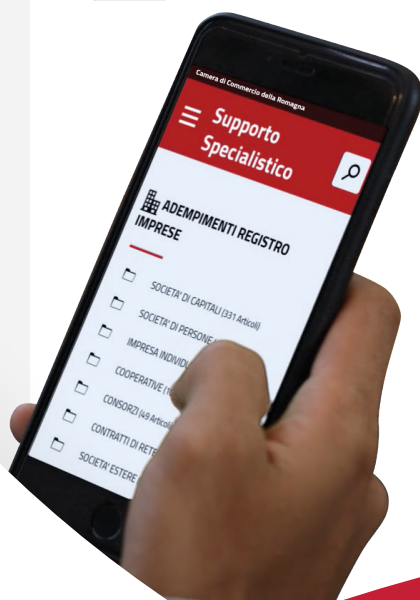 Camera di Commercio della Romagna
Supporto
Specialistico
ADEMPIMENTI REGISTRO
IMPRESE
SOCIETA' DI CAPITALI (331 Articoli)
SOCIETA' DI PERSONE
IMPRESA
COOPERATIVE
CONSORZI (49 Articoli
CONTRATTI DI RETE
SOCIETA' ESTERE